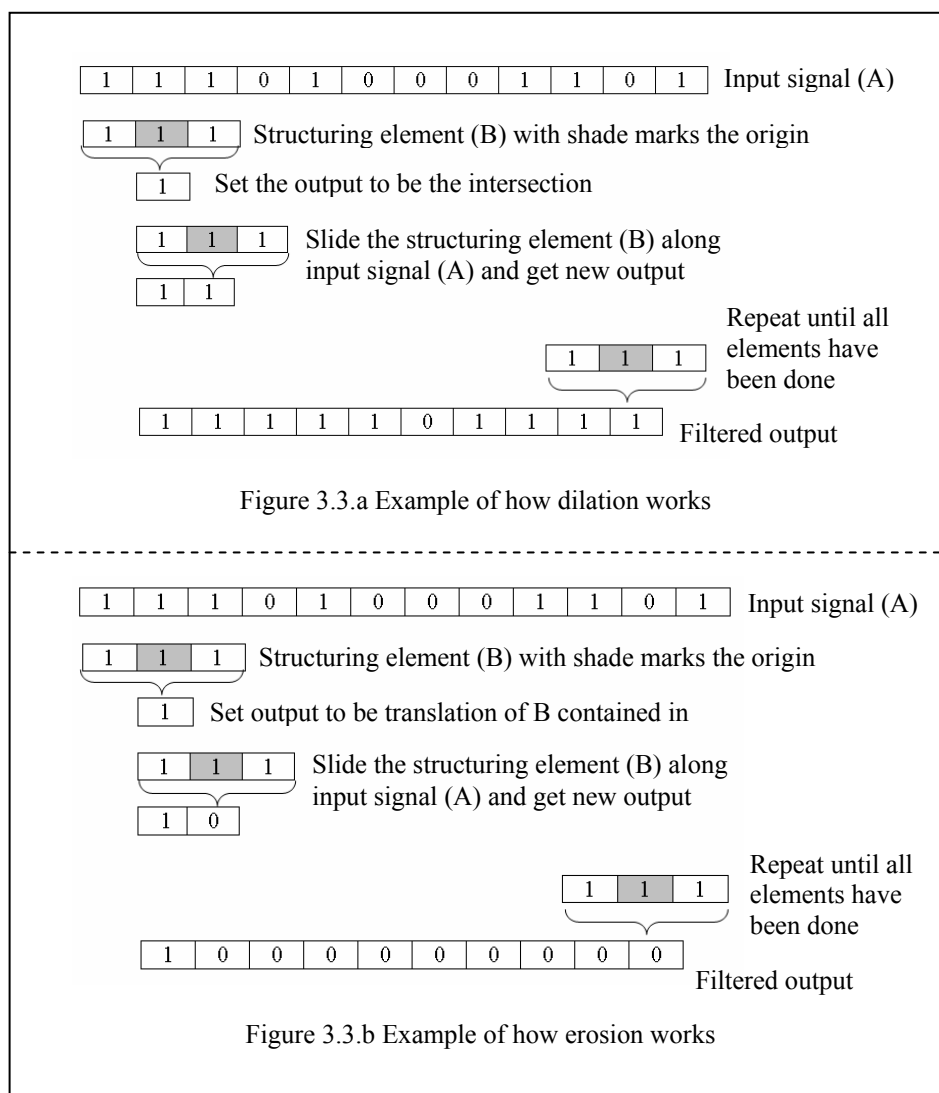 1 1 1 0 1 0 0 0 1 1 0 1 Input signal (A)
1 1 1 Structuring element (B) with shade marks the origin
1 Set the output to be the intersection
1 1 1 Slide the structuring element (B) along
input signal (A) and get new output
1 1
Repeat until all
elements have
been done
1 1 1
1 1 1 1 1 0 1 1 1 1
Filtered output
Figure 3.3.a Example of how dilation works
1 1 1 0 1 0 0 0 1 1 0 1 Input signal (A)
1 1 1 Structuring element (B) with shade marks the origin
1 Set output to be translation of B contained in
1 1 1 Slide the structuring element (B) along
input signal (A) and get new output
1 0
Repeat until all
elements have
been done
1 1 1
1 0 0 0 0 0 0 0 0 0
Filtered output
Figure 3.3.b Example of how erosion works